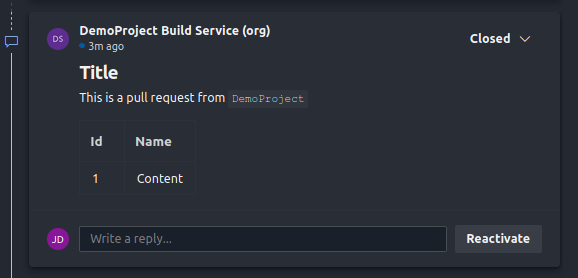 DS
DemoProject Build Service (org)
3m ago
Closed
Title
This is a pull request from DemoProject
Id Name
1 Content
JD
Write a reply...
Reactivate